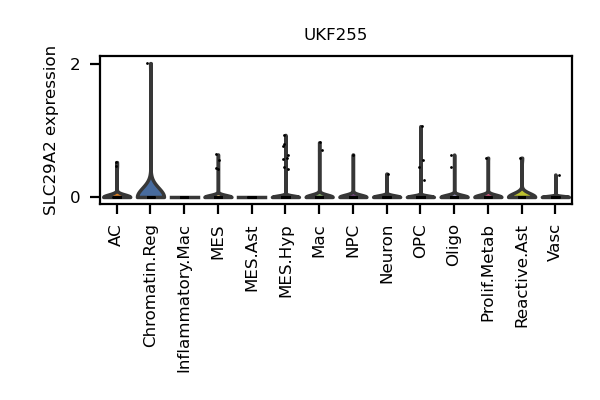 UKF255
SLC29A2 expression
2
0
AC
Chromatin.Reg
Inflammatory.Mac
MES
MES.Ast
MES.Hyp
Mac
NPC
Neuron
OPC
Oligo
Prolif.Metab
Reactive.Ast
Vasc